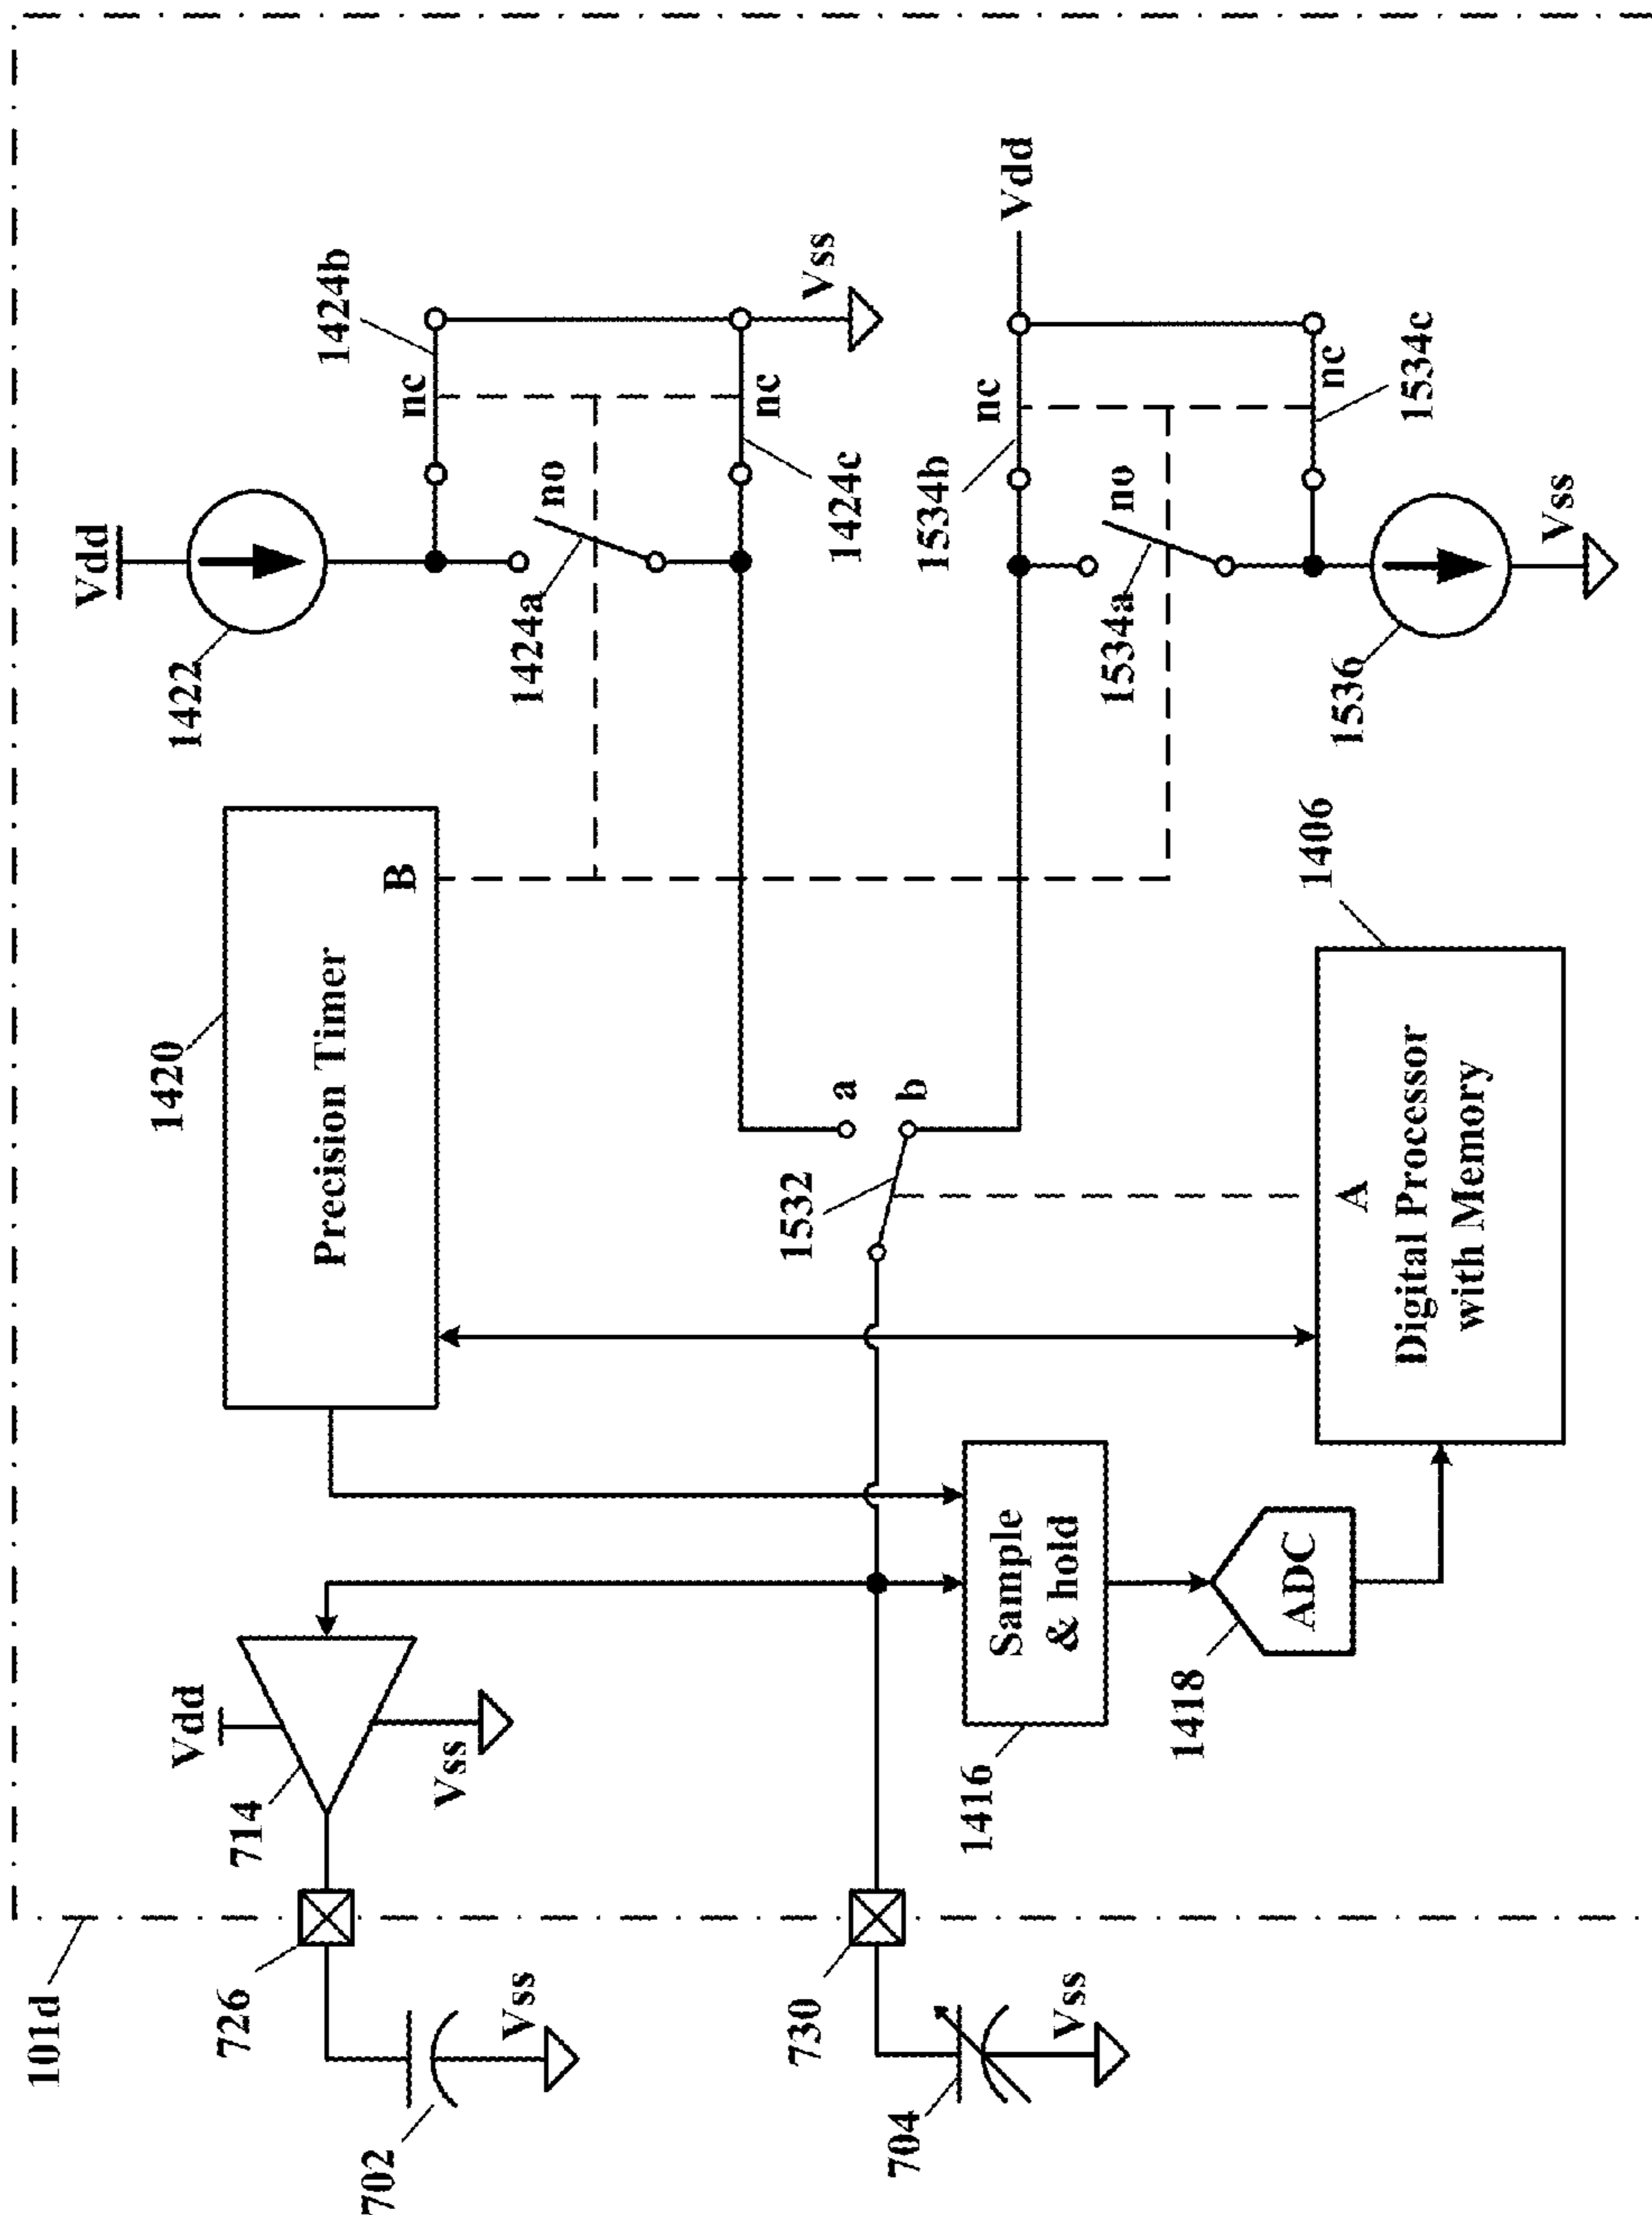 101d
702
Vss
726
714
Vdd
Vss
1420
Precision Timer
B
1422
Vdd
1424a
no
nc
1424b
nc
1424c
Vss
704
Vss
730
1416
Sample
& hold
1418
ADC
1532
a
b
A
Digital Processor
with Memory
1406
1534b
nc
Vdd
1534a
no
nc
1534c
1536
Vss